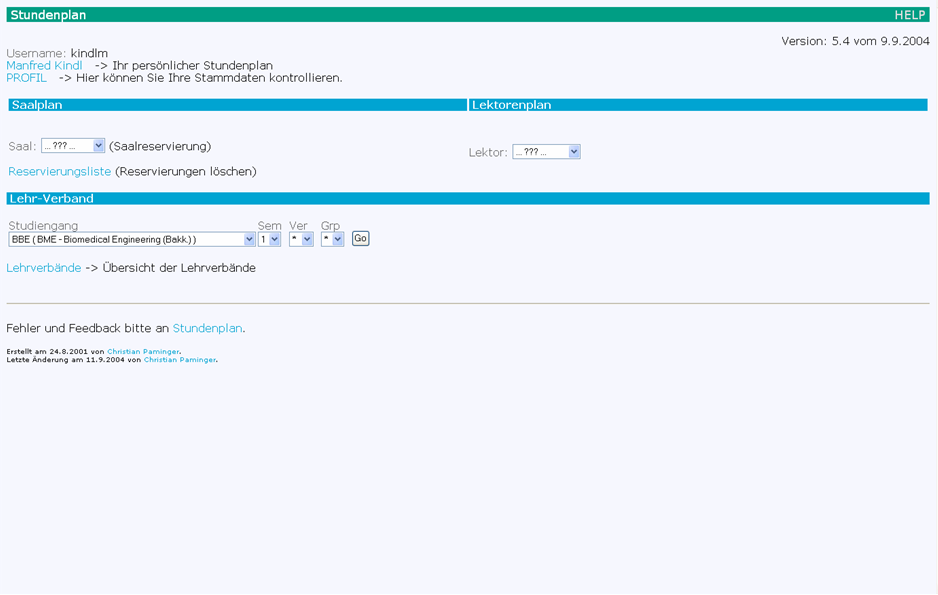 Stundenplan HELP
Version: 5.4 vom 9.9.2004
Username: kindlm
Manfred Kindl -> Ihr persönlicher Stundenplan
PROFIL -> Hier können Sie Ihre Stammdaten kontrollieren.
Saalplan Lektorenplan
Saal: ... ??? ... (Saalreservierung)
Lektor: ... ??? ...
Reservierungsliste (Reservierungen löschen)
Lehr-Verband
Studiengang Sem Ver Grp
BBE ( BME - Biomedical Engineering (Bakk.) ) 1 * * Go
Lehrverbände -> Übersicht der Lehrverbände
Fehler und Feedback bitte an Stundenplan.
Erstellt am 24.8.2001 von Christian Paminger.
Letzte Änderung am 11.9.2004 von Christian Paminger.